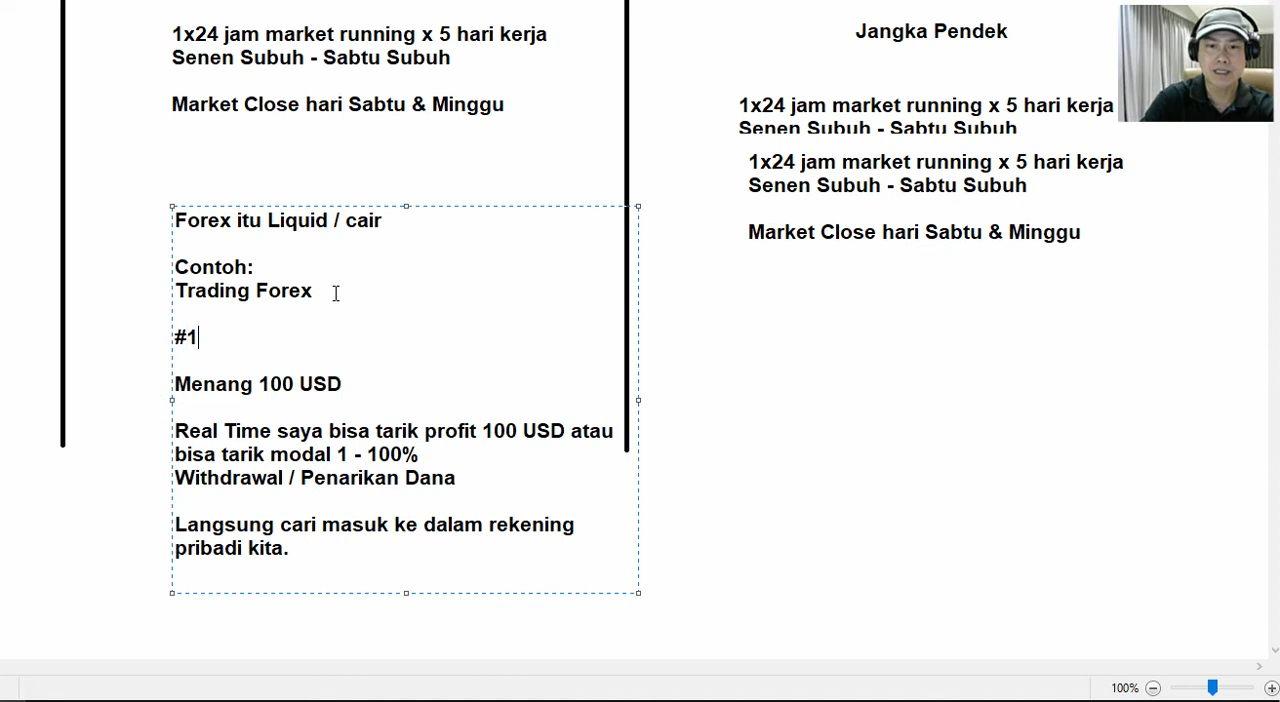 1x24 jam market running x 5 hari kerja
Senen Subuh - Sabtu Subuh
Market Close hari Sabtu & Minggu
Forex itu Liquid / cair
Contoh:
Trading Forex
#1
Menang 100 USD
Real Time saya bisa tarik profit 100 USD atau
bisa tarik modal 1 - 100%
Withdrawal / Penarikan Dana
Langsung cari masuk ke dalam rekening
pribadi kita.
Jangka Pendek
1x24 jam market running x 5 hari kerja
Senen Subuh - Sabtu Subuh
1x24 jam market running x 5 hari kerja
Senen Subuh - Sabtu Subuh
Market Close hari Sabtu & Minggu
100%